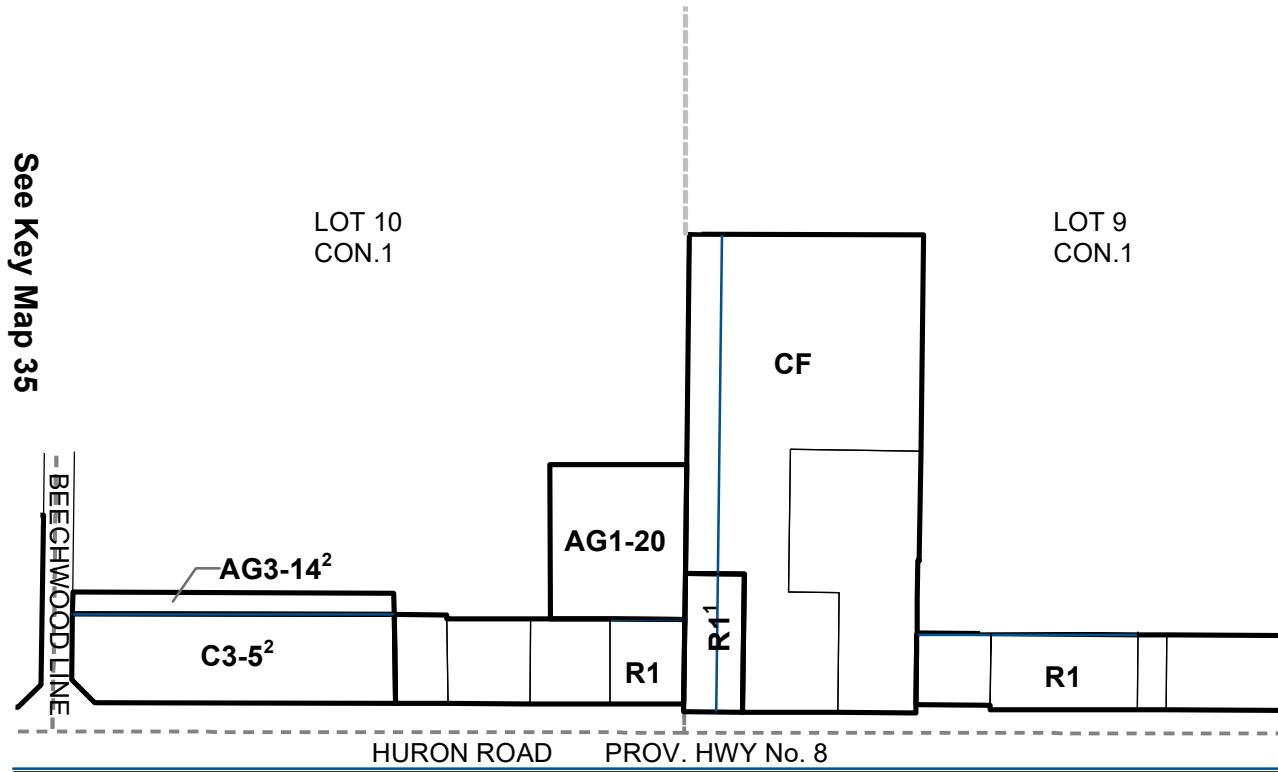 See Key Map 35
LOT 10
CON.1
LOT 9
CON.1
CF
AG1-20
AG3-14²
BEECHWOOD LINE
C3-5²
R1
R1¹
R1
HURON ROAD PROV. HWY No. 8